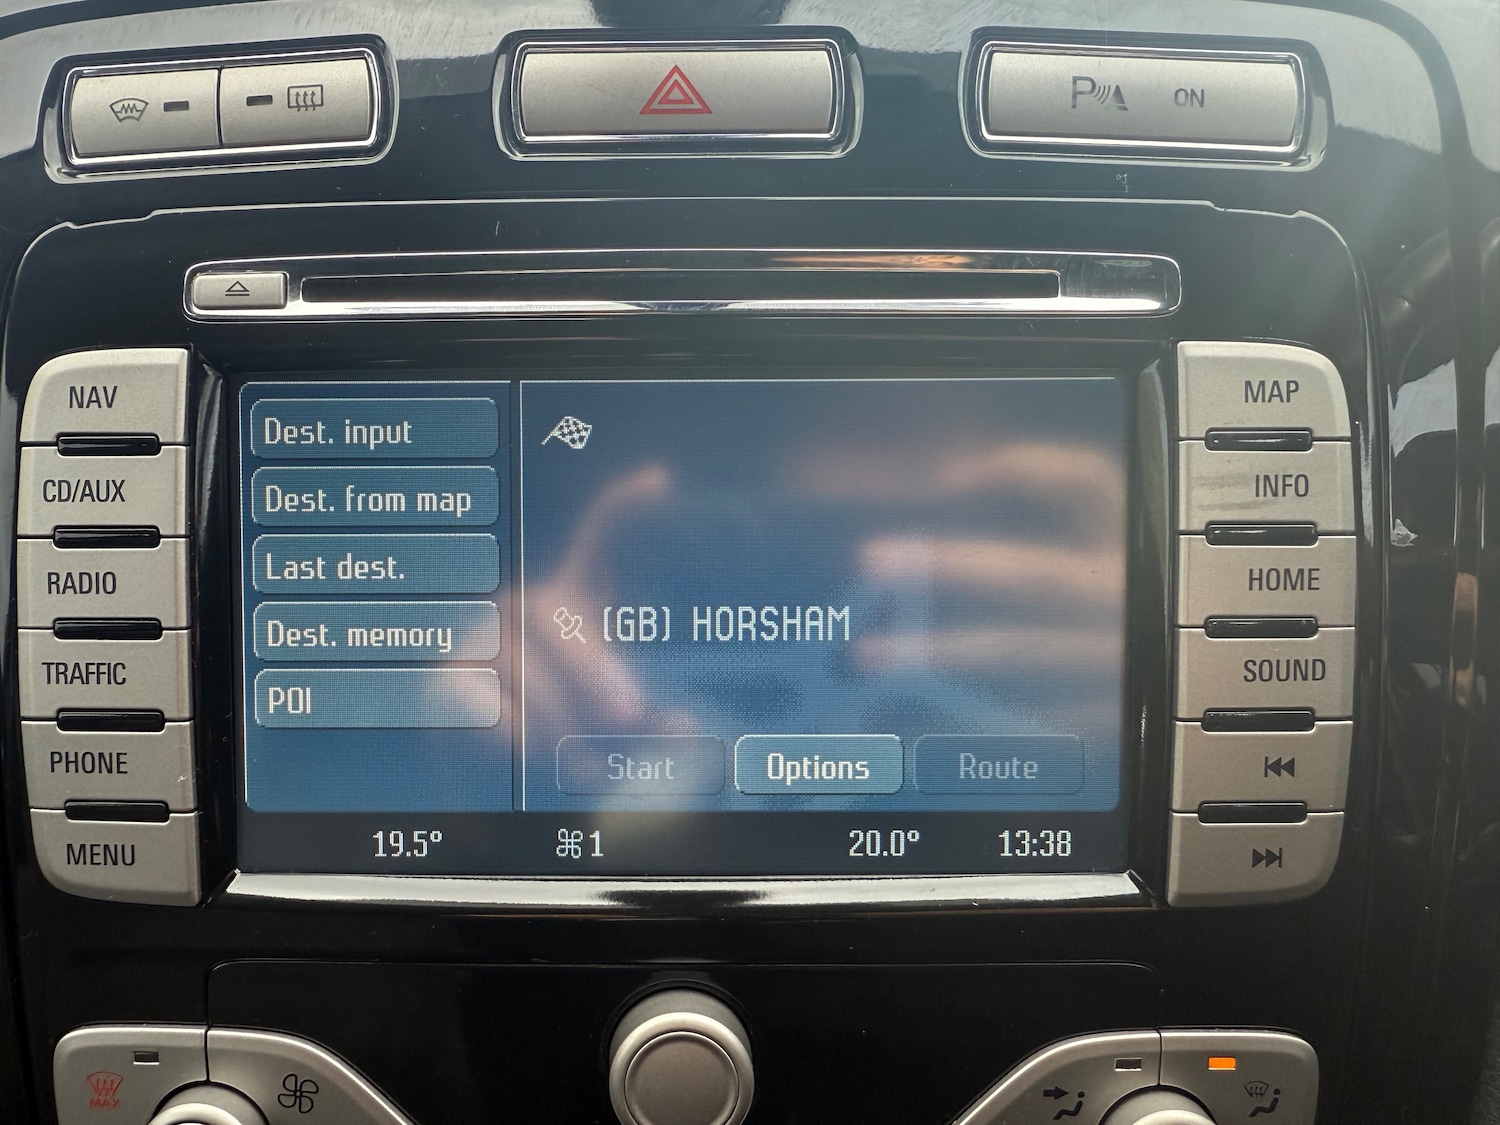 P ON
NAV
CD/AUX
RADIO
TRAFFIC
PHONE
MENU
Dest. input
Dest. from map
Last dest.
Dest. memory
POI
(GB) HORSHAM
Start Options Route
19.5° 1 20.0° 13:38
MAP
INFO
HOME
SOUND
MAX